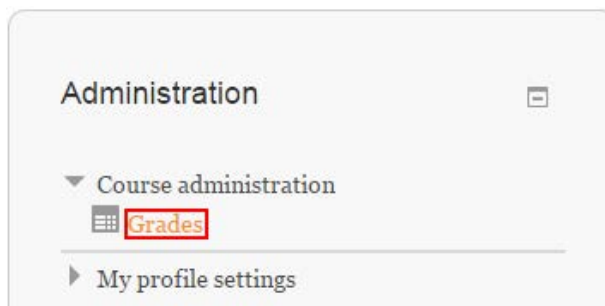 Administration
Course administration
Grades
My profile settings